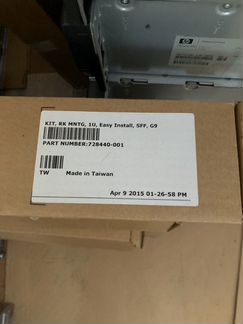 hp
KIT, RK MNTG, 1U, Easy Install, SFF, G9
PART NUMBER:728440-001
TW Made in Taiwan
Apr 9 2015 01-26-58 PM